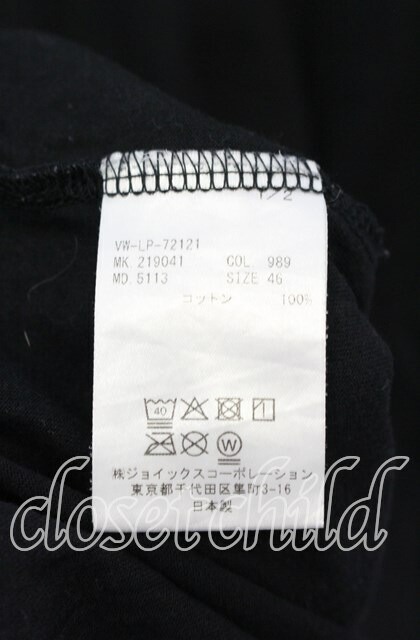 1/2
VW-LP-72121
MK. 219041 COL. 989
MD. 5113 SIZE 46
コットン 100%
40
1
W
㈱ジョイックスコーポレーション
東京都千代田区隼町3-16
日本製
closet child